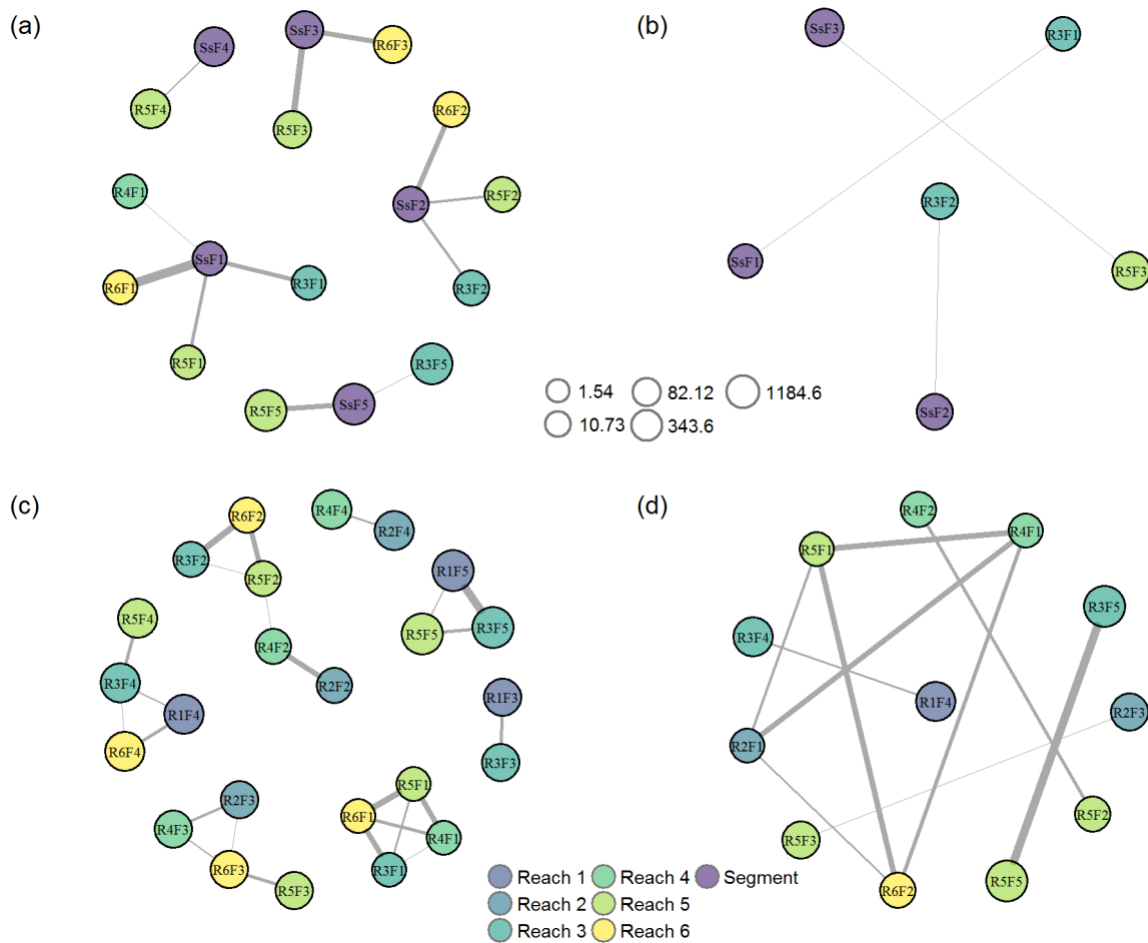 (a)
SsF4
SsF3
R6F3
R5F4
R5F3
R6F2
R4F1
SsF2
R5F2
SsF1
R6F1
R3F1
R3F2
R5F1
R3F5
R5F5
SsF5
(b)
SsF3
R3F1
R3F2
SsF1
R5F3
SsF2
1.54 82.12 1184.6
10.73 343.6
(c)
R6F2
R4F4
R2F4
R3F2
R5F2
R1F5
R5F4
R5F5
R3F5
R4F2
R3F4
R2F2
R1F4
R1F3
R6F4
R3F3
R2F3
R5F1
R4F3
R6F1
R4F1
R6F3
R3F1
R5F3
(d)
R4F2
R4F1
R5F1
R3F5
R3F4
R1F4
R2F3
R2F1
R5F2
R5F3
R5F5
R6F2
Reach 1 Reach 4 Segment
Reach 2 Reach 5
Reach 3 Reach 6